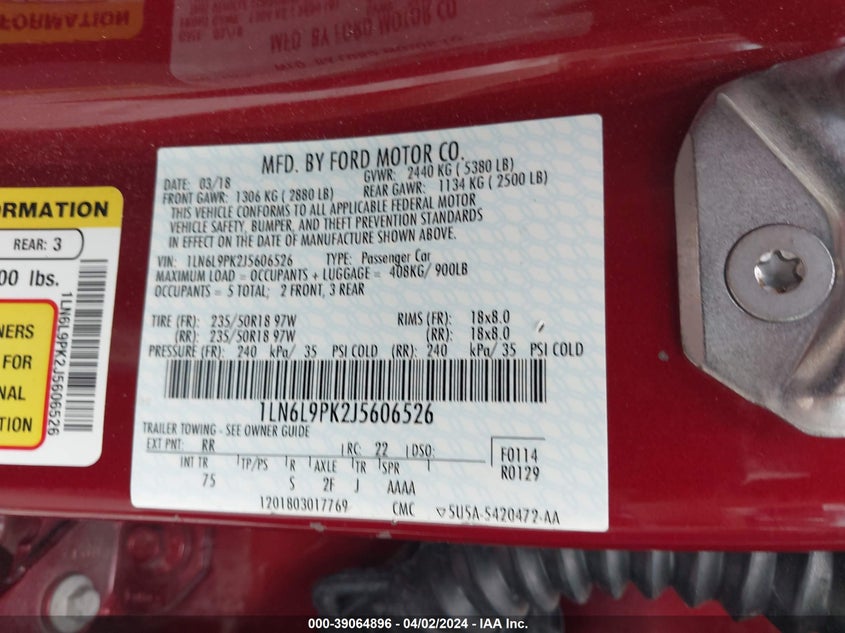 MFD. BY FORD MOTOR CO.
DATE: 03/18 GVWR: 2440 KG ( 5380 LB)
FRONT GAWR: 1306 KG ( 2880 LB) REAR GAWR: 1134 KG ( 2500 LB)
THIS VEHICLE CONFORMS TO ALL APPLICABLE FEDERAL MOTOR
VEHICLE SAFETY, BUMPER, AND THEFT PREVENTION STANDARDS
IN EFFECT ON THE DATE OF MANUFACTURE SHOWN ABOVE.
VIN: 1LN6L9PK2J5606526 TYPE: Passenger Car
MAXIMUM LOAD = OCCUPANTS + LUGGAGE = 408KG/ 900LB
OCCUPANTS = 5 TOTAL; 2 FRONT, 3 REAR
TIRE (FR): 235/50R18 97W RIMS (FR): 18x8.0
(RR): 235/50R18 97W (RR): 18x8.0
PRESSURE (FR): 240 kPa/ 35 PSI COLD (RR): 240 kPa/ 35 PSI COLD
1LN6L9PK2J5606526
TRAILER TOWING - SEE OWNER GUIDE
EXT PNT: RR RC: 22 DSO: F0114
INT TR TP/PS R AXLE TR SPR R0129
75 S 2F J AAAA
1201803017769 CMC 5U5A-5420472-AA
ORMATION
REAR: 3
00 lbs.
NERS
FOR
NAL
TION
1LN6L9PK2J5606526
MFD. BY FORD MOTOR CO.
FORMATION
000-39064896 - 04/02/2024 - IAA Inc.